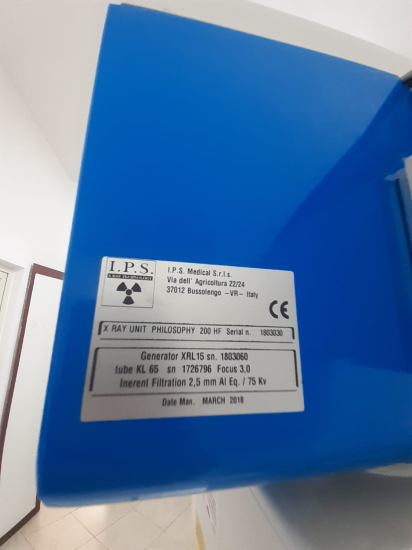 I.P.S.
I.P.S. Medical S.r.l.s.
Via dell' Agricoltura 22/24
37012 Bussolengo -VR- Italy
CE
X RAY UNIT PHILOSOPHY 200 HF Serial n. 1803030
Generator XRL15 sn. 1803060
tube KL 65 sn 1726796 Focus 3,0
Inerent Filtration 2,5 mm Al Eq. / 75 Kv
Date Man. MARCH 2018